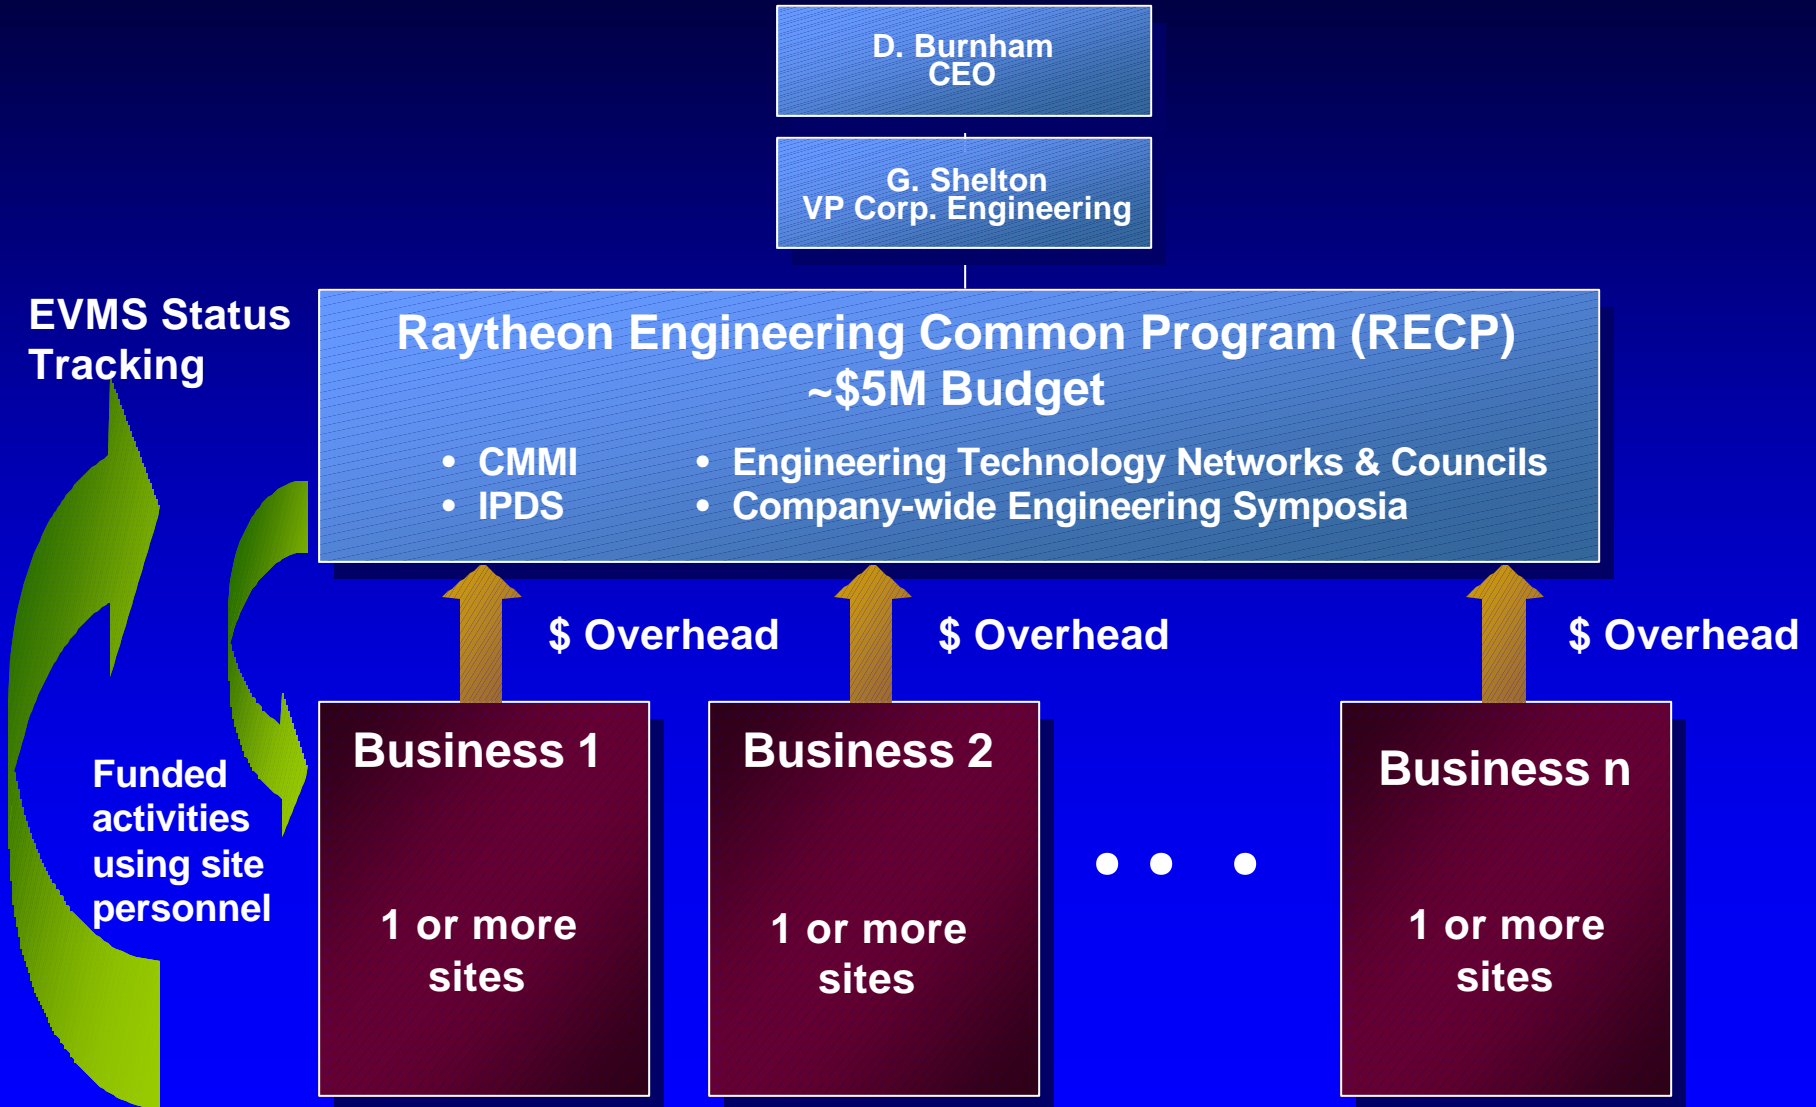 D. Burnham
CEO
G. Shelton
VP Corp. Engineering
EVMS Status
Tracking
Raytheon Engineering Common Program (RECP)
~$5M Budget
• CMMI
• IPDS
• Engineering Technology Networks & Councils
• Company-wide Engineering Symposia
$ Overhead
$ Overhead
$ Overhead
Funded
activities
using site
personnel
Business 1
1 or more
sites
Business 2
1 or more
sites
• • •
Business n
1 or more
sites